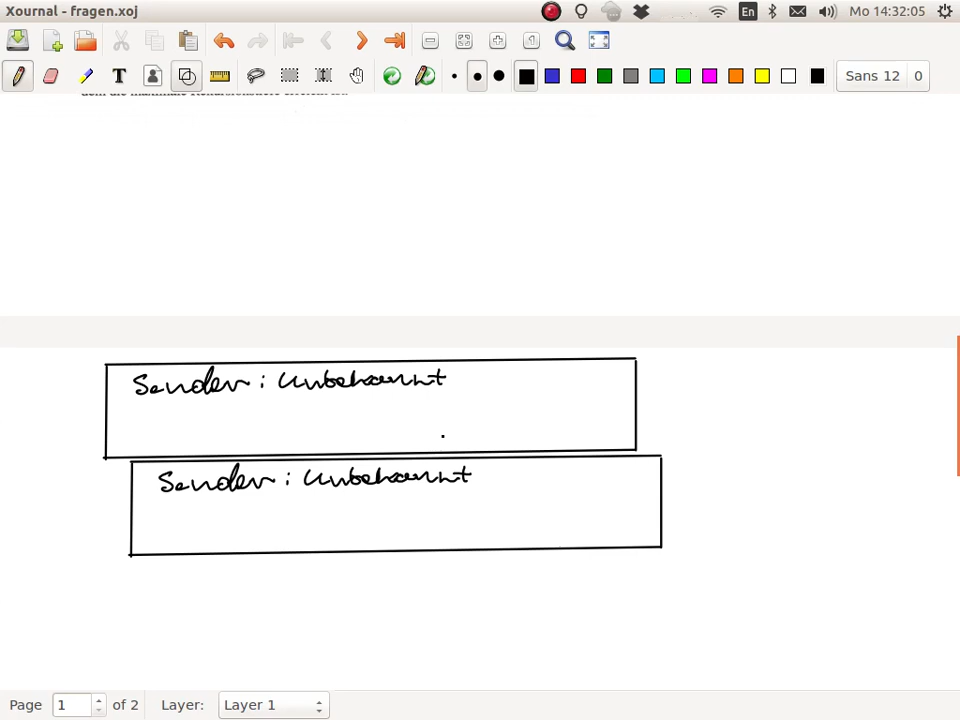 Xournal - fragen.xoj
En
Mo 14:32:05
T
Sans 12
0
Sender: Unbekannt
Sender: Unbekannt
Page 1 of 2
Layer: Layer 1